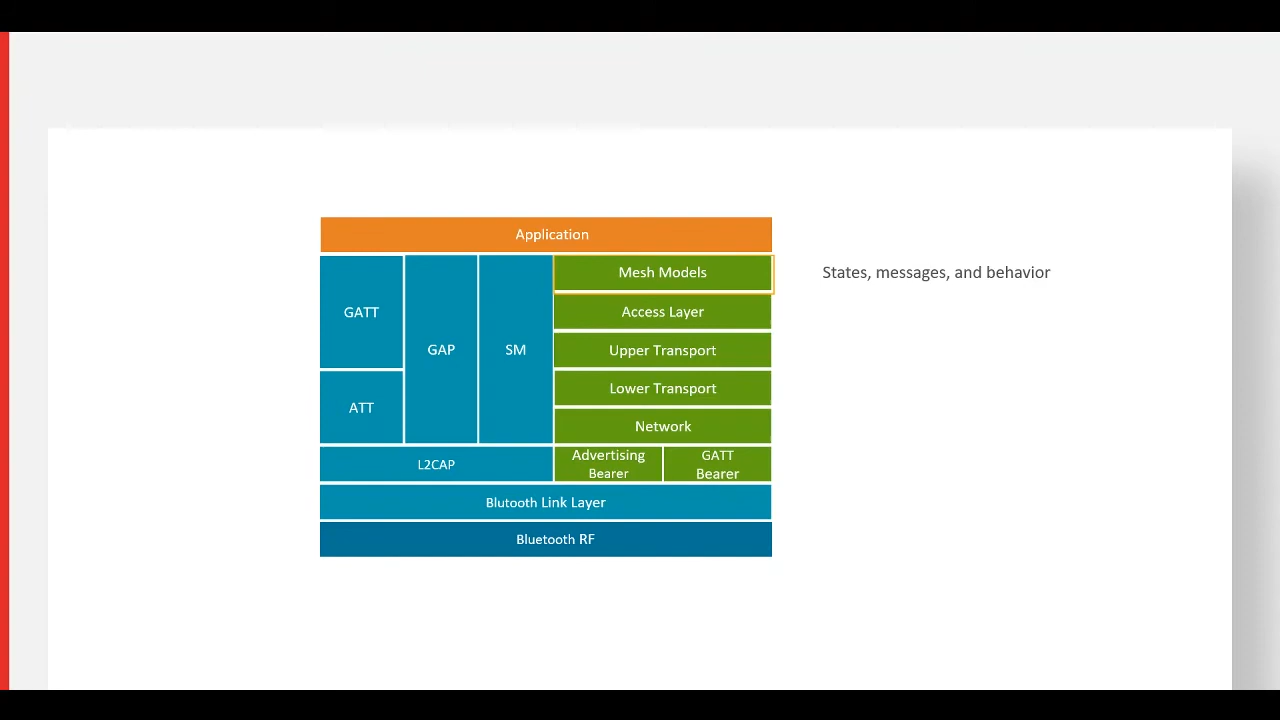 Application
Mesh Models
States, messages, and behavior
GATT
Access Layer
GAP
SM
Upper Transport
ATT
Lower Transport
Network
L2CAP
Advertising
Bearer
GATT
Bearer
Blutooth Link Layer
Bluetooth RF